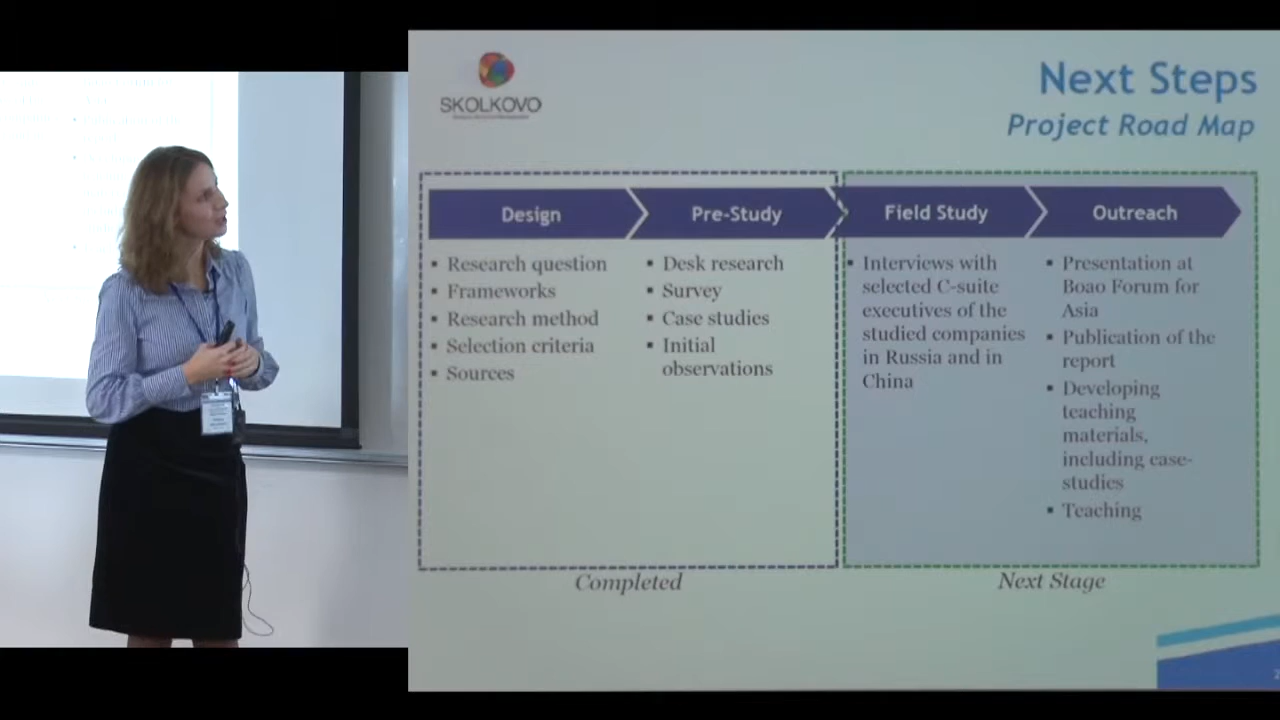 SKOLKOVO
Next Steps
Project Road Map
Design
▪ Research question
▪ Frameworks
▪ Research method
▪ Selection criteria
▪ Sources
Pre-Study
▪ Desk research
▪ Survey
▪ Case studies
▪ Initial
observations
Field Study
▪ Interviews with
selected C-suite
executives of the
studied companies
in Russia and in
China
Outreach
▪ Presentation at
Boao Forum for
Asia
▪ Publication of the
report
▪ Developing
teaching
materials,
including case-
studies
▪ Teaching
Completed
Next Stage